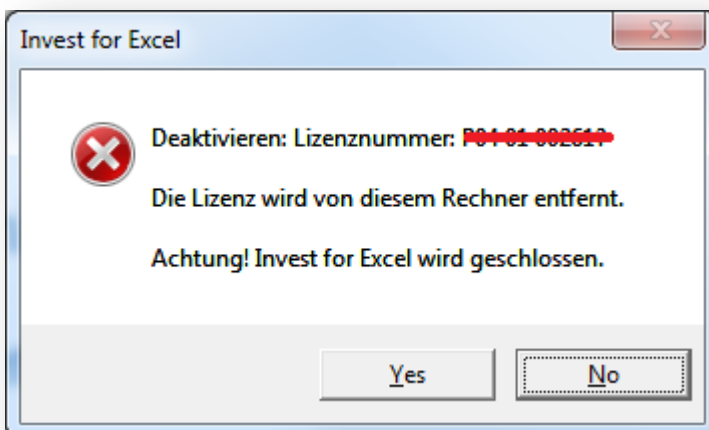 Invest for Excel
Deaktivieren: Lizenznummer:
Die Lizenz wird von diesem Rechner entfernt.
Achtung! Invest for Excel wird geschlossen.
Yes
No